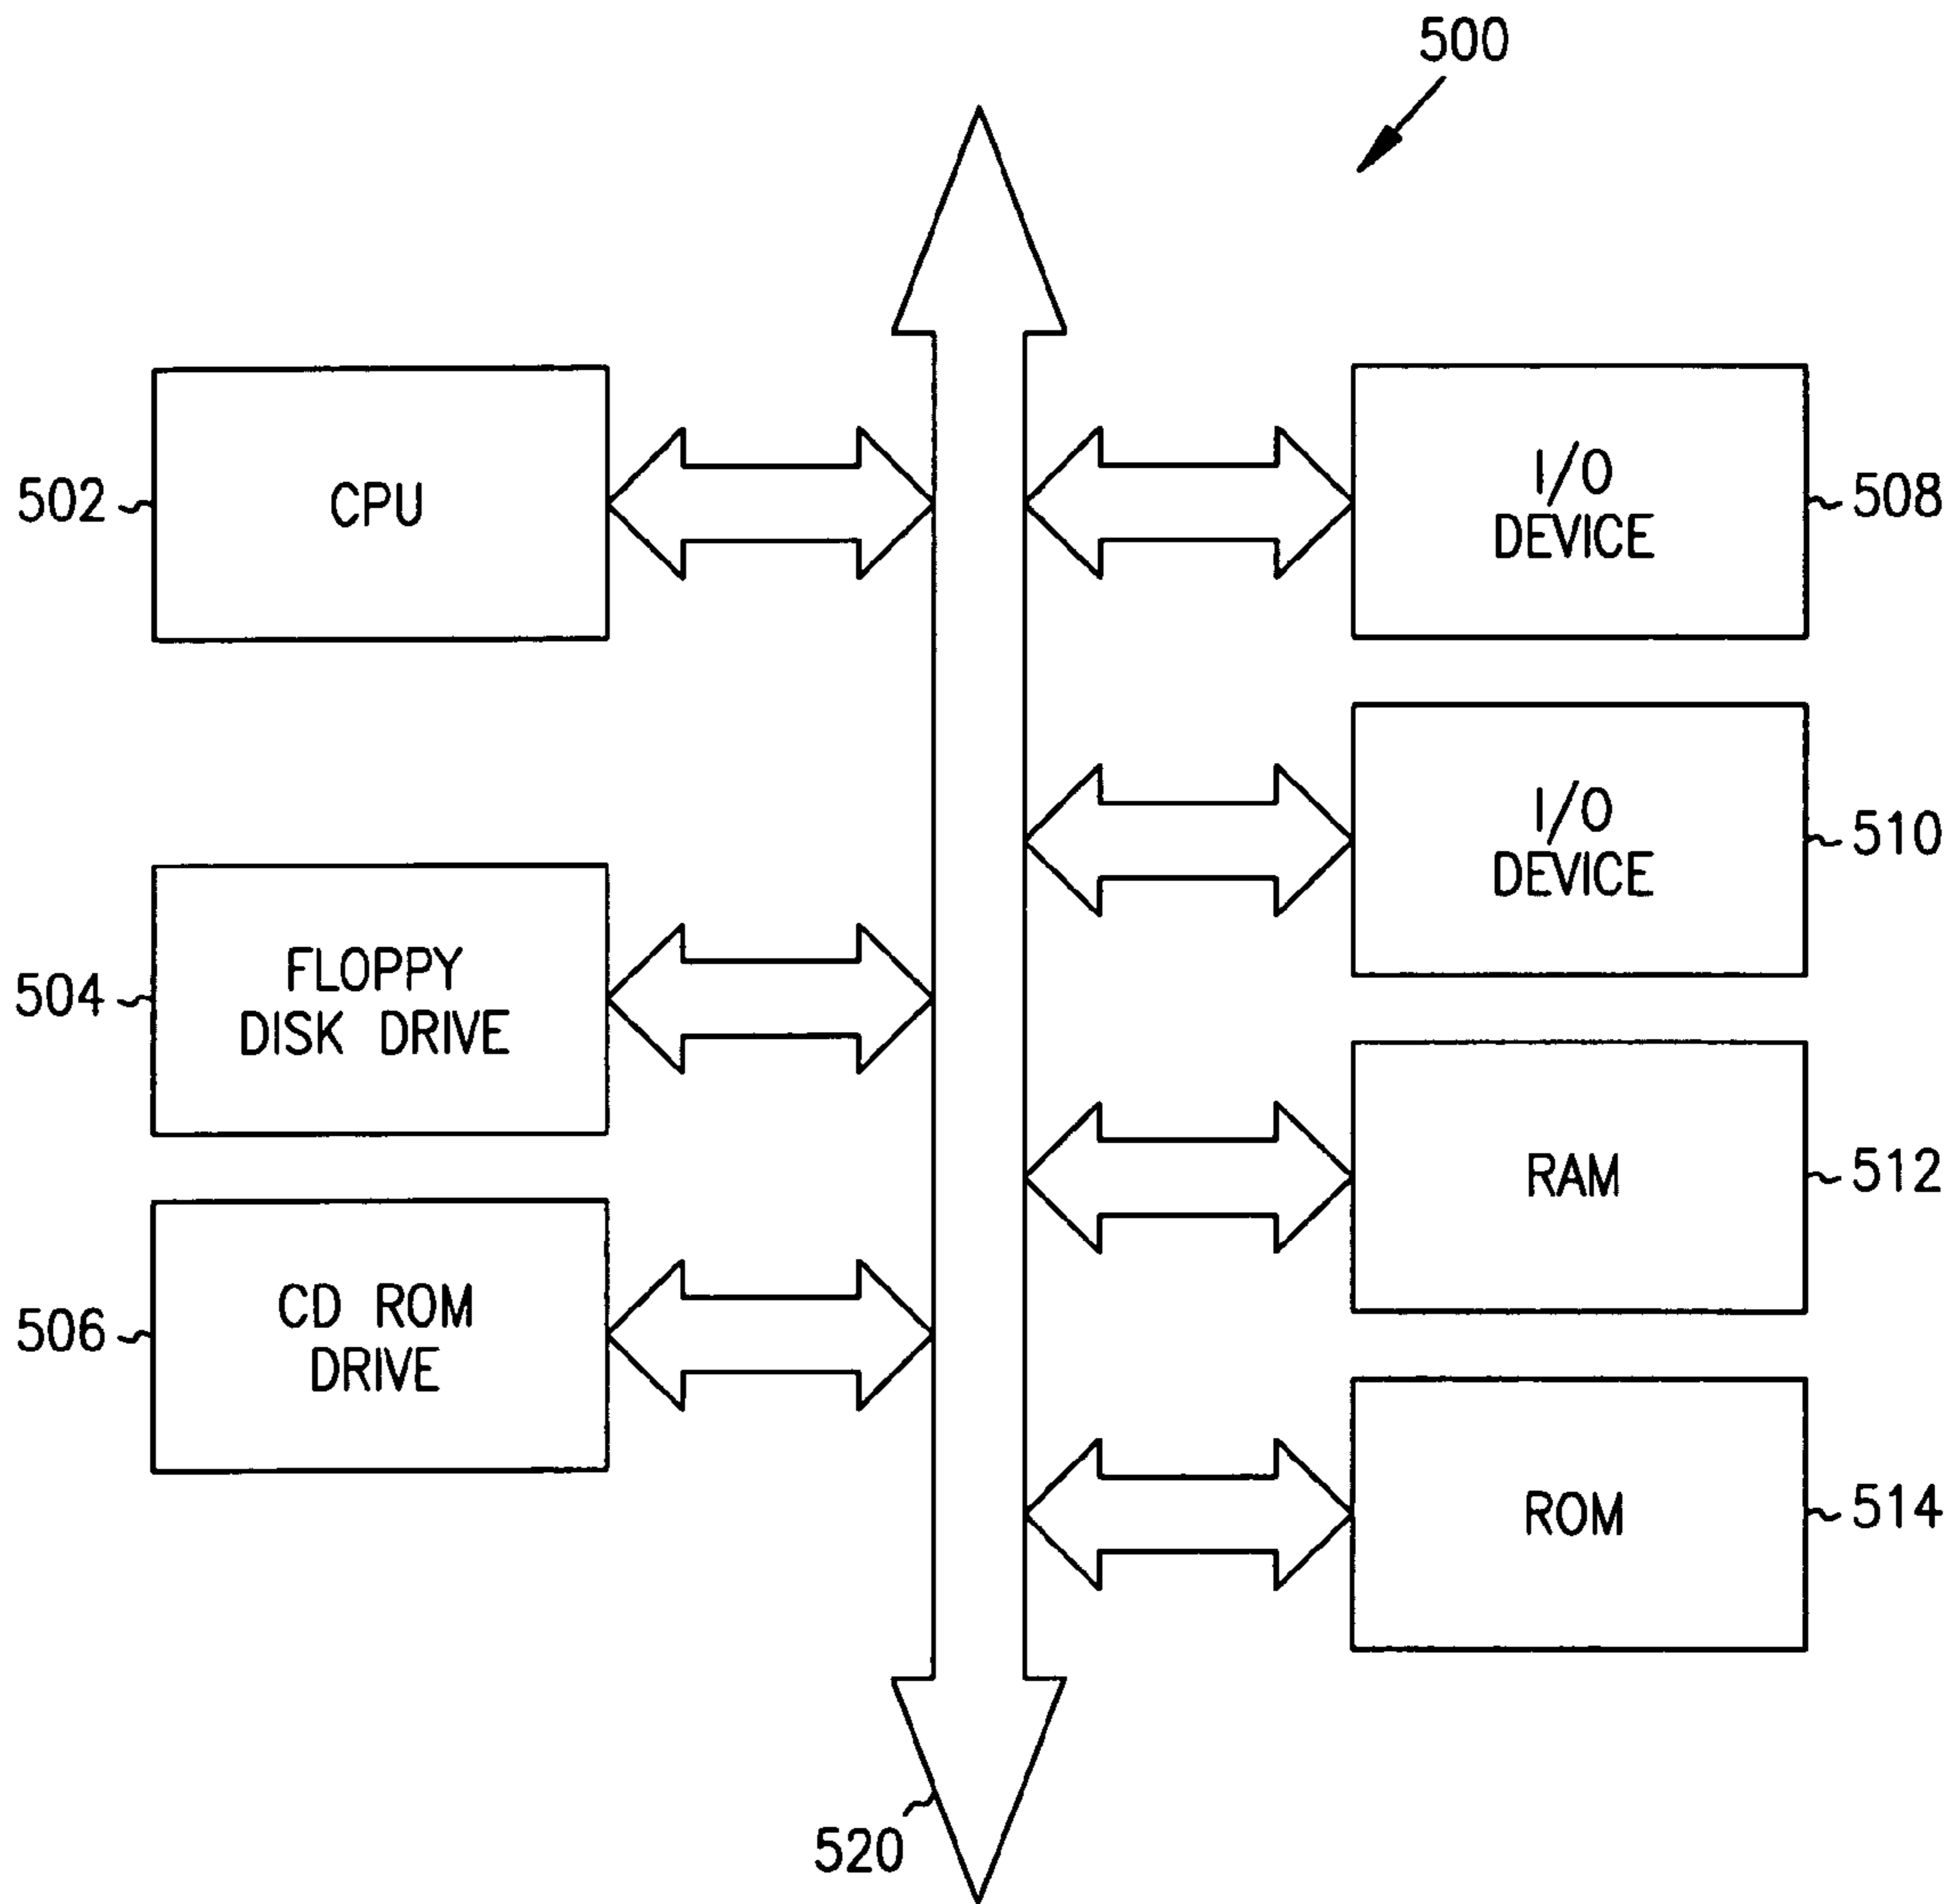 500
502
CPU
I/O
DEVICE
508
I/O
DEVICE
510
504
FLOPPY
DISK DRIVE
RAM
512
506
CD ROM
DRIVE
ROM
514
520